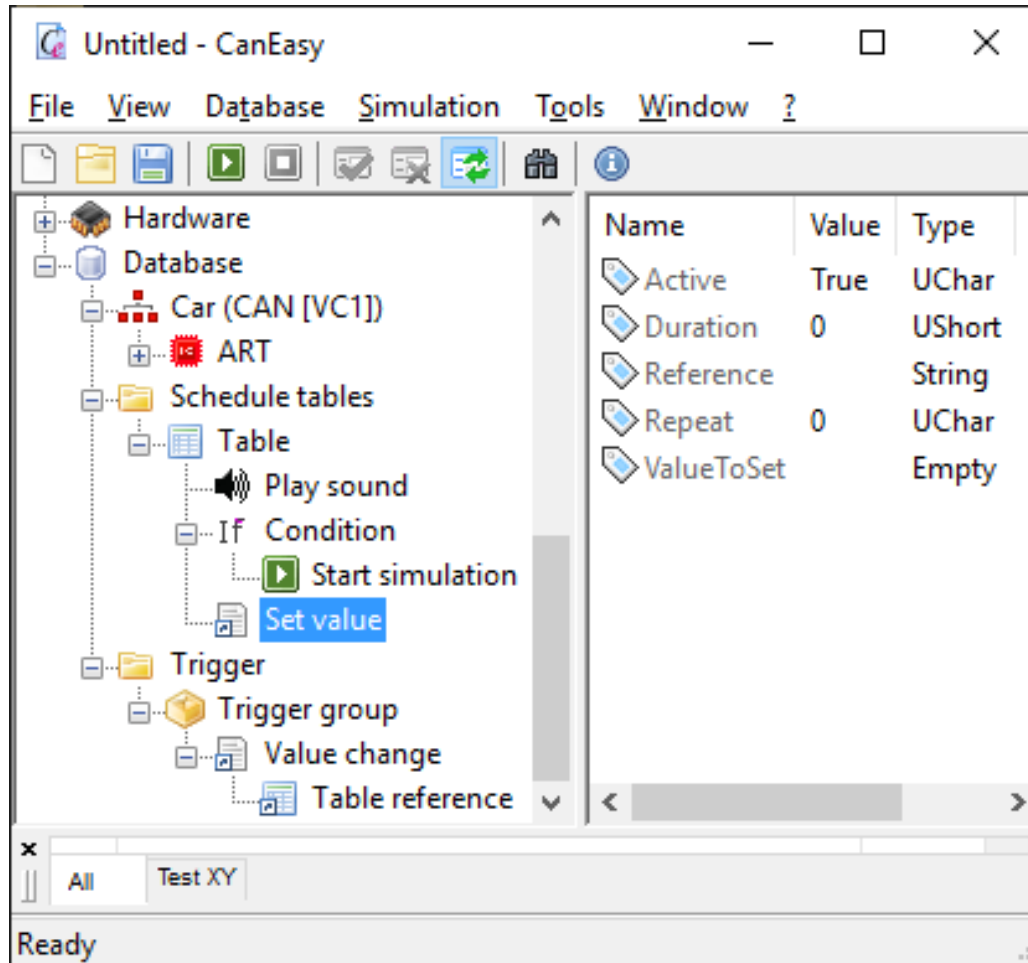 Untitled - CanEasy
File View Database Simulation Tools Window ?
Hardware
Database
Car (CAN [VC1])
ART
Schedule tables
Table
Play sound
If Condition
Start simulation
Set value
Trigger
Trigger group
Value change
Table reference
Name Value Type
Active True UChar
Duration 0 UShort
Reference String
Repeat 0 UChar
ValueToSet Empty
All Test XY
Ready